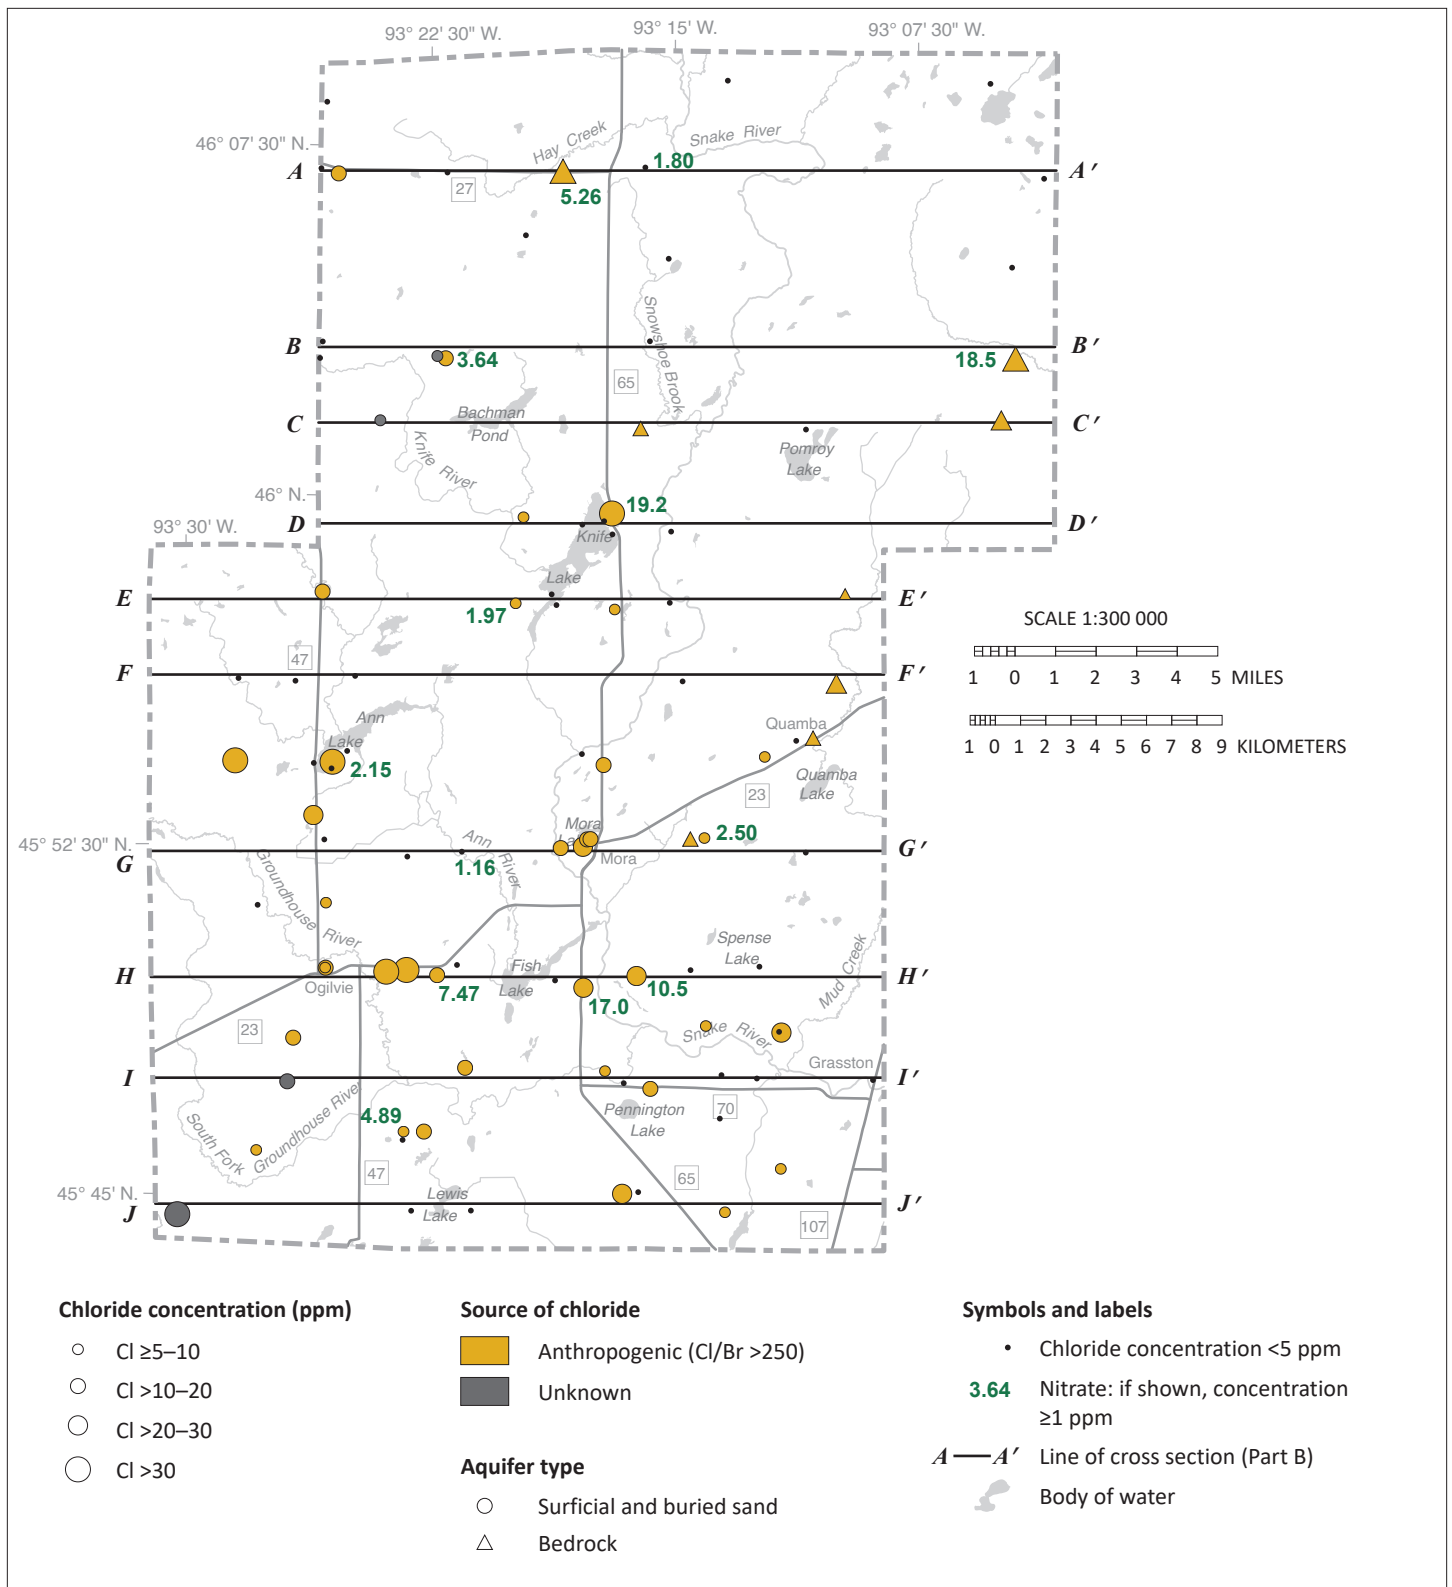 93° 22' 30" W.
93° 15' W.
93° 07' 30" W.
46° 07' 30" N.
Hay Creek
Snake River
1.80
A
A'
27
5.26
Snowshoe Brook
B
B'
3.64
18.5
65
Bachman
Pond
C
C'
Knife River
Pomroy
Lake
46° N.
19.2
93° 30' W.
D
D'
Knife
Lake
E
E'
1.97
SCALE 1:300 000
47
F
F'
1 0 1 2 3 4 5 MILES
Ann
Lake
Quamba
1 0 1 2 3 4 5 6 7 8 9 KILOMETERS
2.15
Quamba
Lake
23
Mora
La
2.50
45° 52' 30" N.
Ann River
Mora
G
G'
1.16
Groundhouse River
Spense
Lake
Mud Creek
Fish
Lake
H
H'
Ogilvie
7.47
10.5
17.0
23
Snake River
Grasston
I
I'
4.89
Pennington
Lake
70
South Fork
Groundhouse River
47
65
45° 45' N.
Lewis
Lake
J
J'
107
Chloride concentration (ppm)
Cl ≥5–10
Cl >10–20
Cl >20–30
Cl >30
Source of chloride
Anthropogenic (Cl/Br >250)
Unknown
Aquifer type
Surficial and buried sand
Bedrock
Symbols and labels
Chloride concentration <5 ppm
3.64 Nitrate: if shown, concentration
≥1 ppm
A A' Line of cross section (Part B)
Body of water